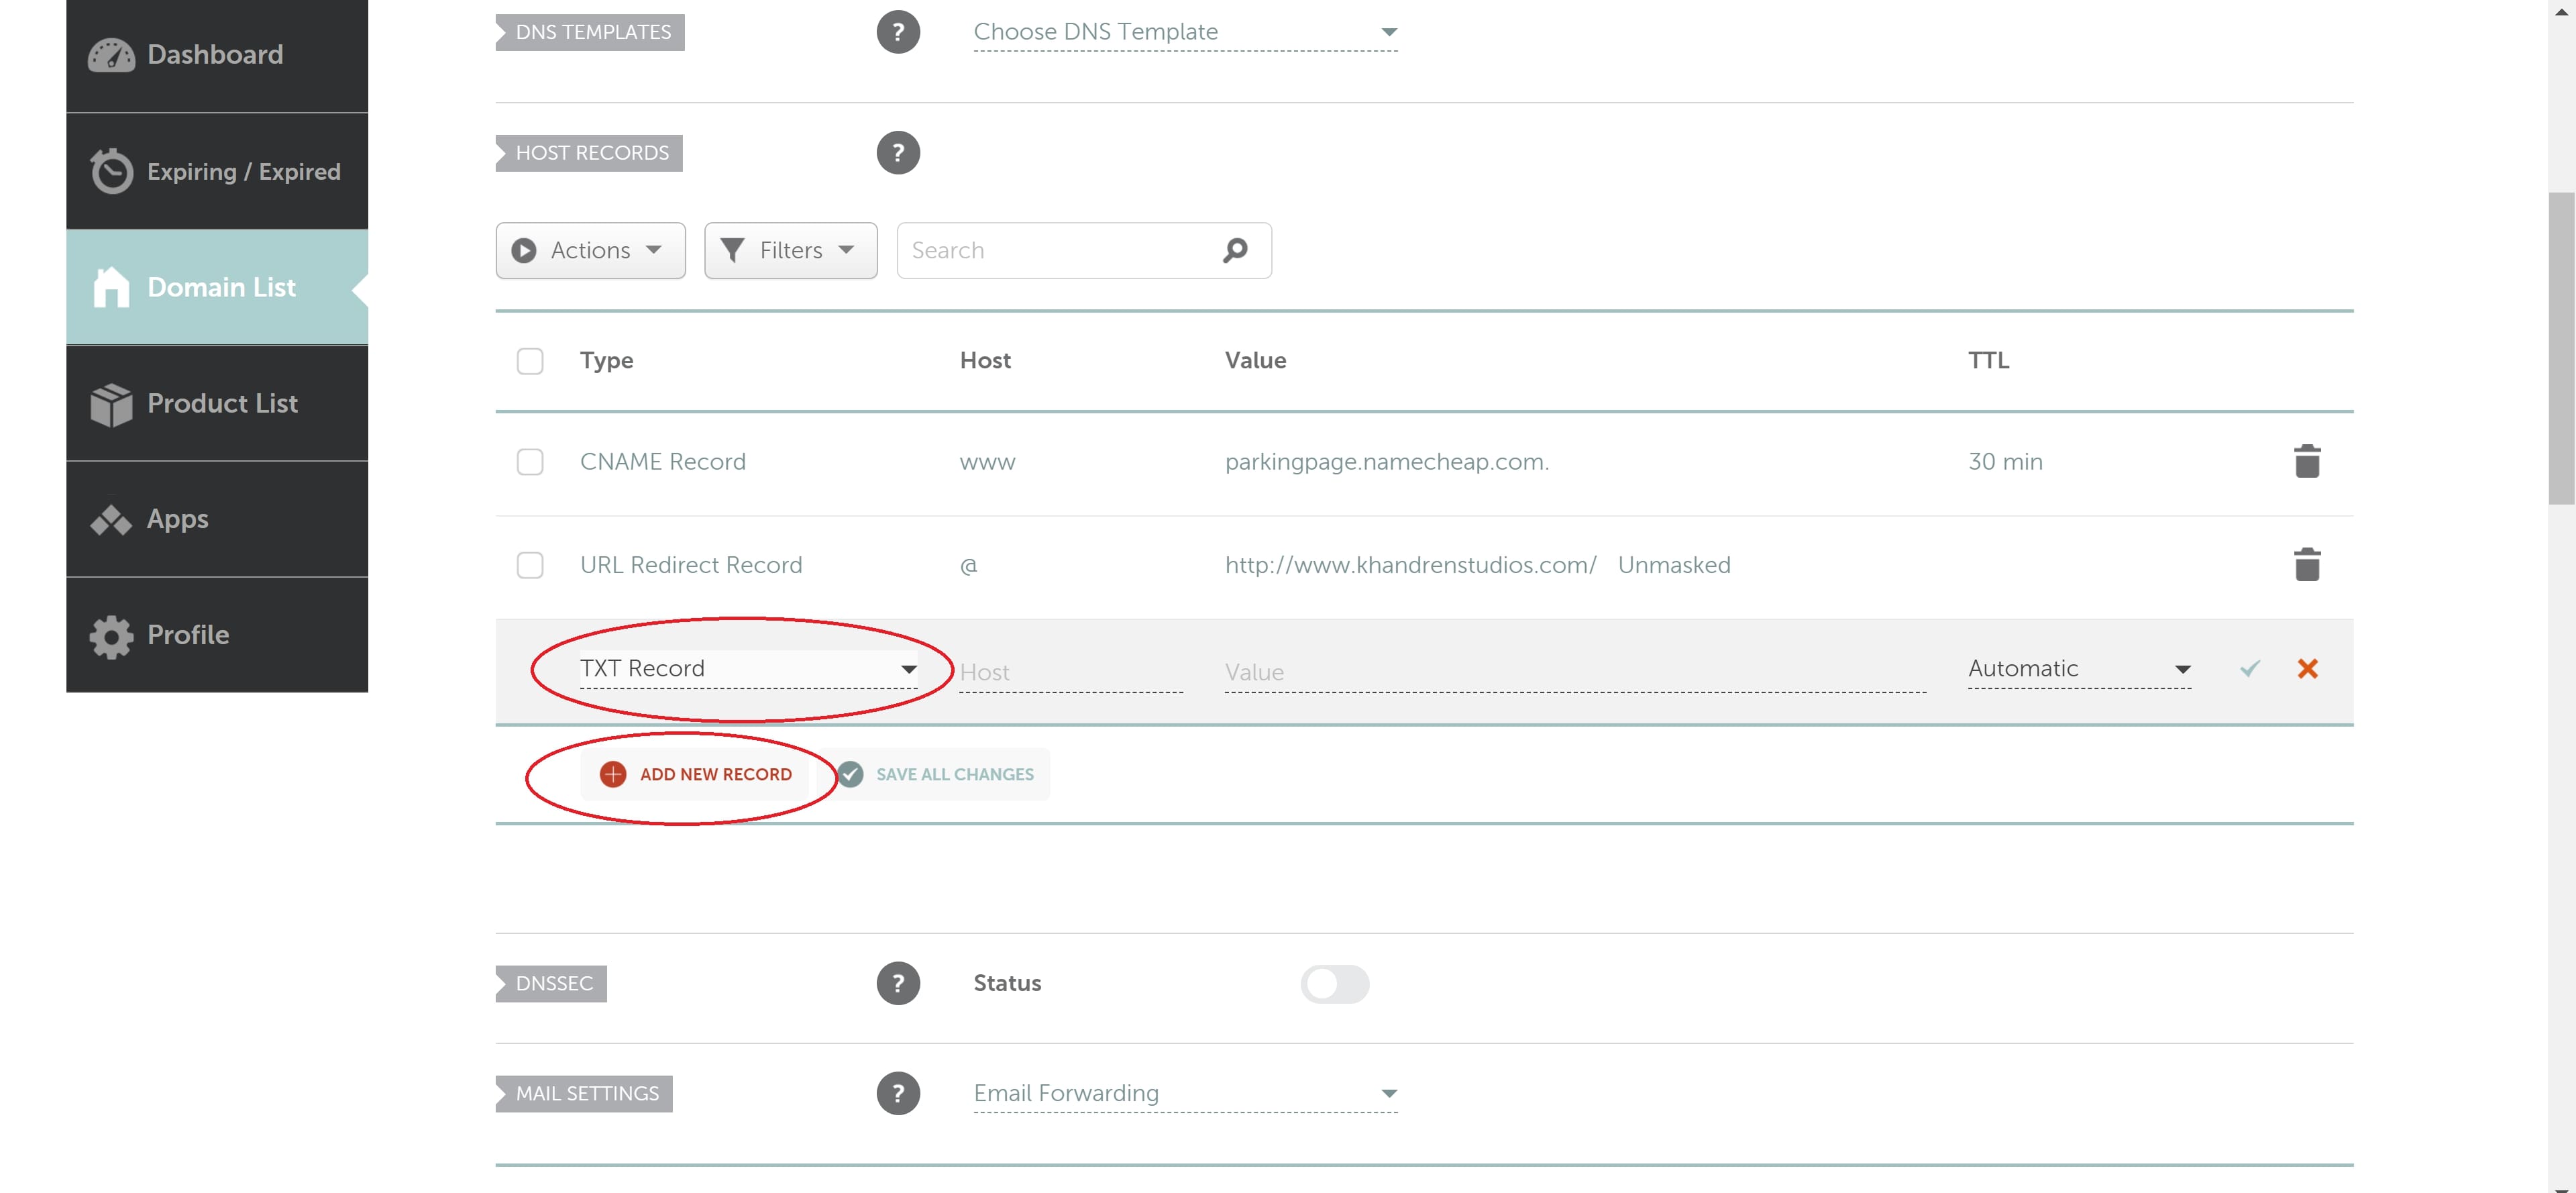 Dashboard
Expiring / Expired
Domain List
Product List
Apps
Profile
DNS TEMPLATES ? Choose DNS Template
HOST RECORDS ?
Actions Filters Search
Type Host Value TTL
CNAME Record www parkingpage.namecheap.com. 30 min
URL Redirect Record @ http://www.khandrenstudios.com/ Unmasked
TXT Record Host Value Automatic
ADD NEW RECORD SAVE ALL CHANGES
DNSSEC ? Status
MAIL SETTINGS ? Email Forwarding